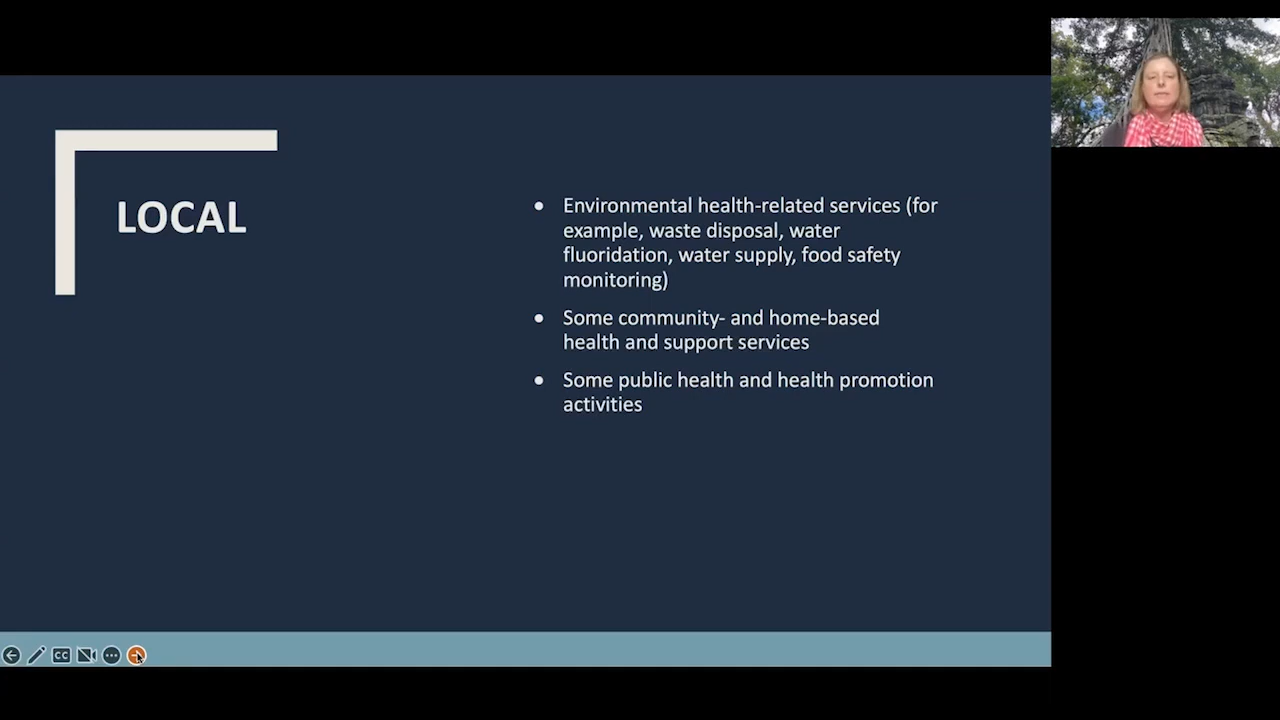 LOCAL
• Environmental health-related services (for
example, waste disposal, water
fluoridation, water supply, food safety
monitoring)
• Some community- and home-based
health and support services
• Some public health and health promotion
activities
CC